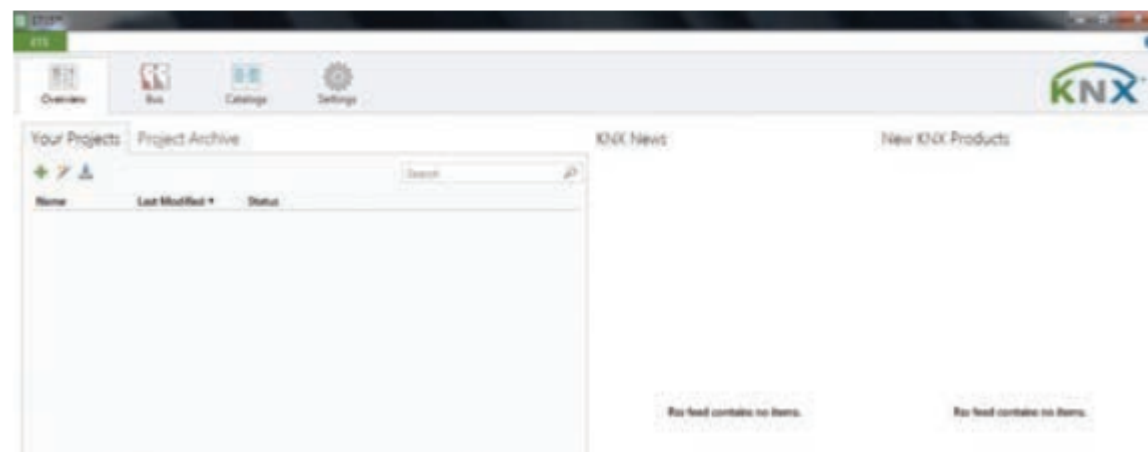 ETS5™
ETS
Overview Bus Catalogs Settings
KNX
Your Projects Project Archive
Search
Name Last Modified Status
KNX News New KNX Products
Rss feed contains no items. Rss feed contains no items.